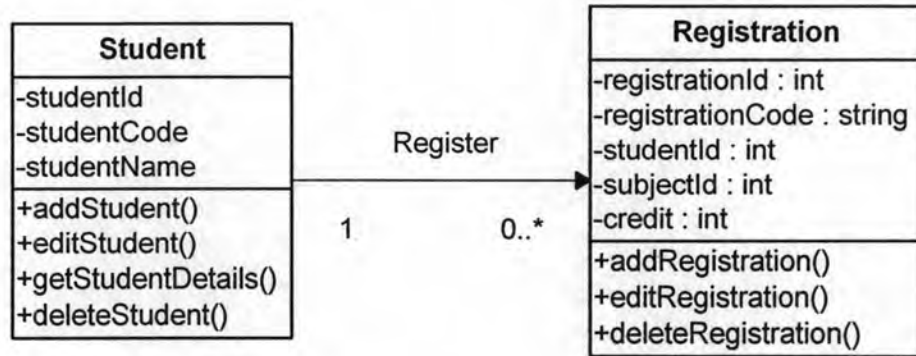 Student
-studentId
-studentCode
-studentName
+addStudent()
+editStudent()
+getStudentDetails()
+deleteStudent()
Register
1
0..*
Registration
-registrationId : int
-registrationCode : string
-studentId : int
-subjectId : int
-credit : int
+addRegistration()
+editRegistration()
+deleteRegistration()